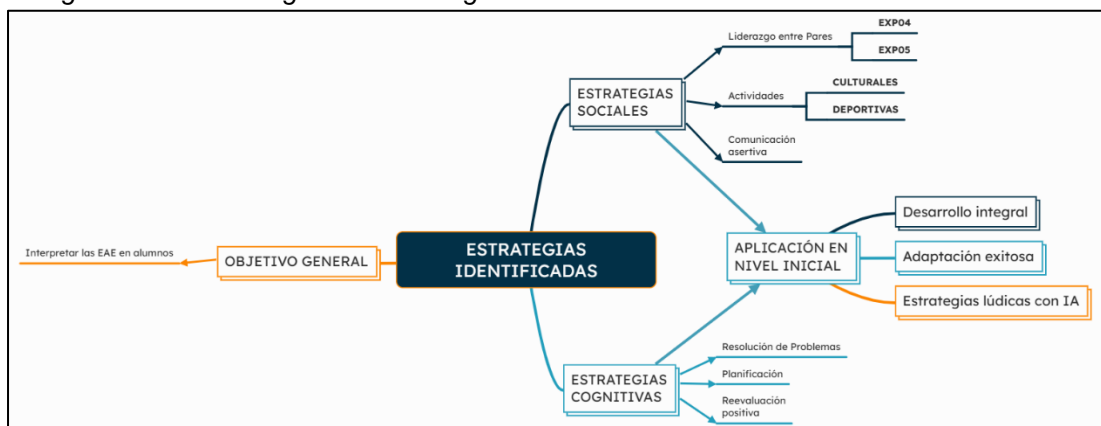 Liderazgo entre Pares
EXP04
EXP05
ESTRATEGIAS
SOCIALES
Actividades
CULTURALES
DEPORTIVAS
Comunicación
asertiva
Interpretar las EAE en alumnos
OBJETIVO GENERAL
ESTRATEGIAS
IDENTIFICADAS
APLICACIÓN EN
NIVEL INICIAL
Desarrollo integral
Adaptación exitosa
Estrategias lúdicas con IA
ESTRATEGIAS
COGNITIVAS
Resolución de Problemas
Planificación
Reevaluación
positiva